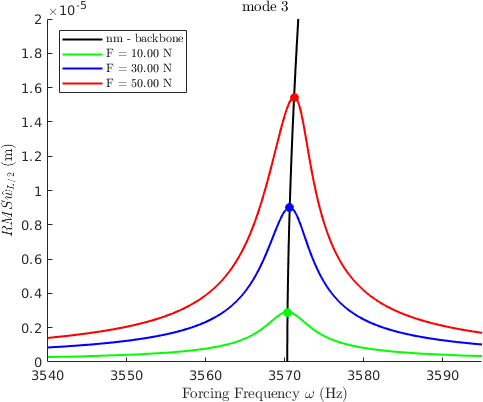 mode 3
×10⁻⁵
nm - backbone
F = 10.00 N
F = 30.00 N
F = 50.00 N
2
1.8
1.6
1.4
1.2
1
0.8
0.6
0.4
0.2
0
RMS ŵ_{L/2} (m)
3540 3550 3560 3570 3580 3590
Forcing Frequency ω (Hz)